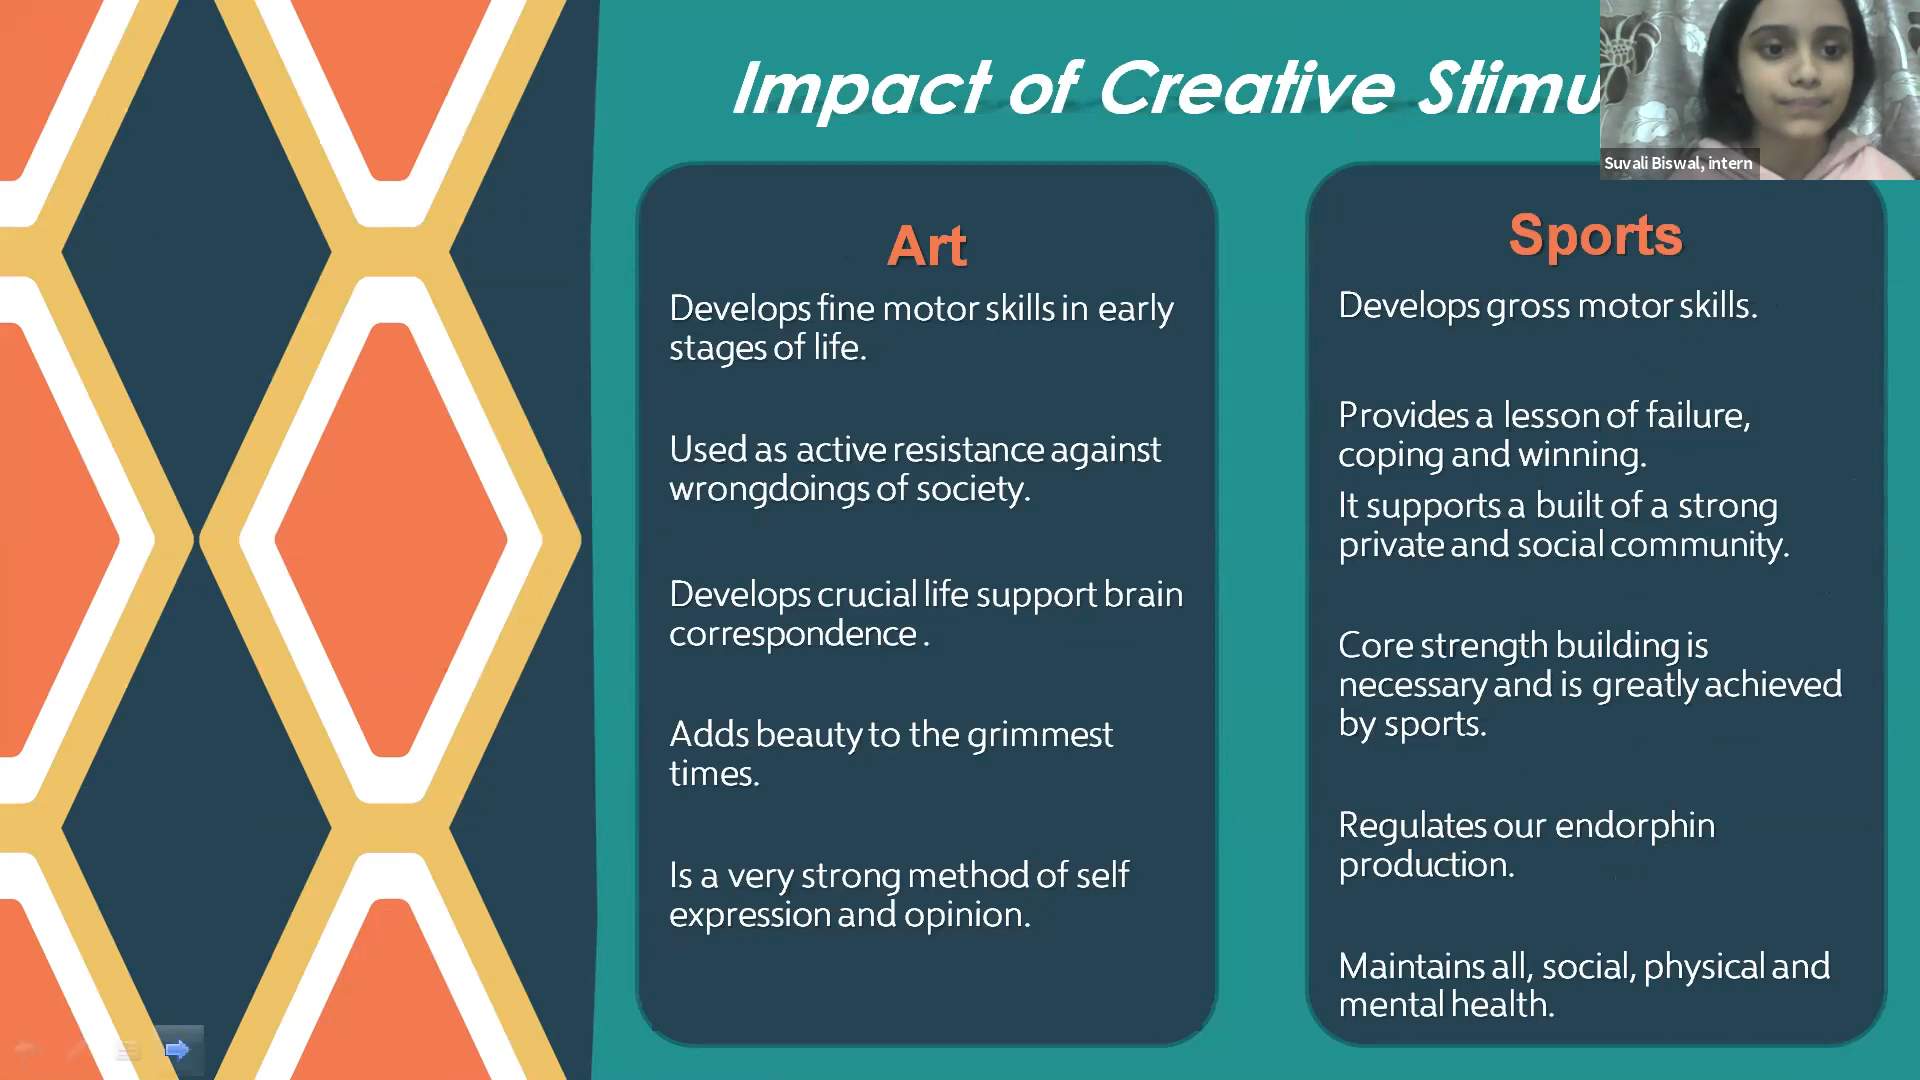 Impact of Creative Stimu
Suvali Biswal, intern
Art
Develops fine motor skills in early
stages of life.
Used as active resistance against
wrongdoings of society.
Develops crucial life support brain
correspondence .
Adds beauty to the grimmest
times.
Is a very strong method of self
expression and opinion.
Sports
Develops gross motor skills.
Provides a lesson of failure,
coping and winning.
It supports a built of a strong
private and social community.
Core strength building is
necessary and is greatly achieved
by sports.
Regulates our endorphin
production.
Maintains all, social, physical and
mental health.